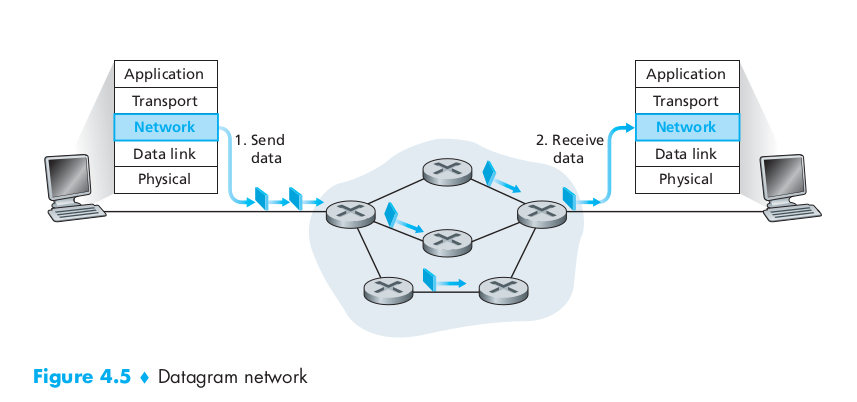 Application
Transport
Network
Data link
Physical
1. Send
data
2. Receive
data
Application
Transport
Network
Data link
Physical
Figure 4.5 ♦ Datagram network